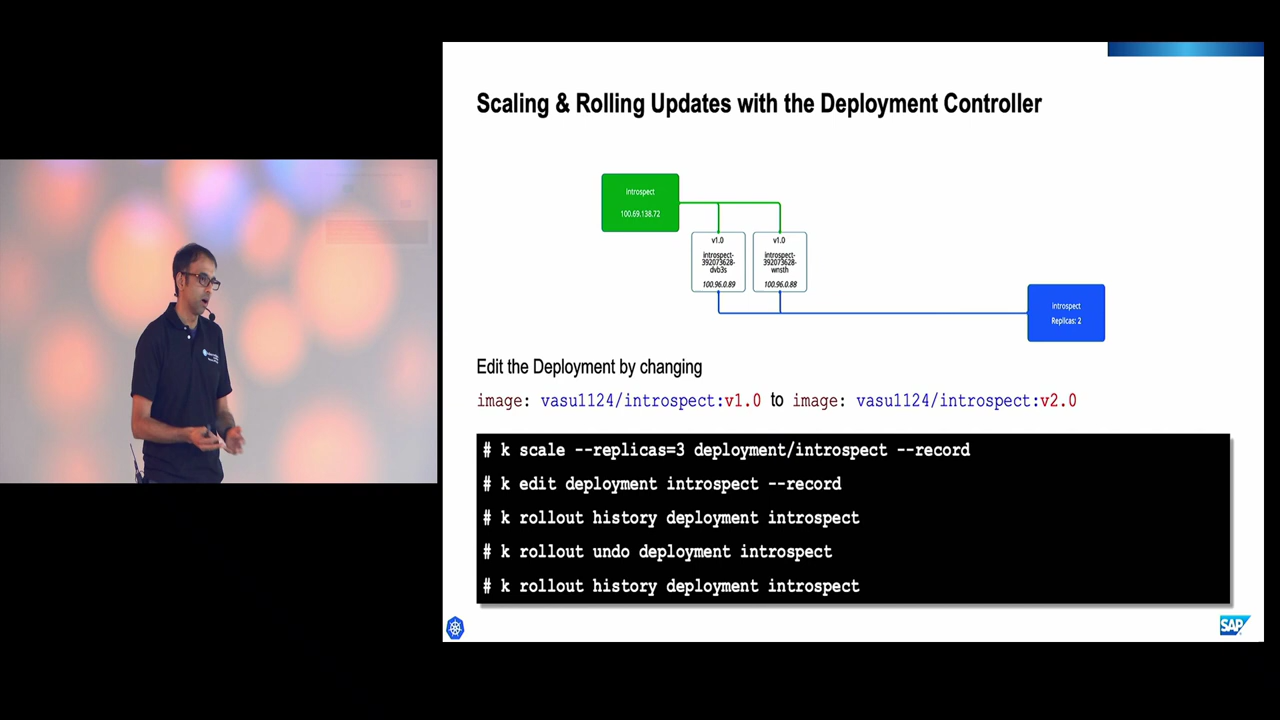 Scaling & Rolling Updates with the Deployment Controller
introspect
100.69.138.72
v1.0
introspect-
392073628-
dvb3s
100.96.0.89
v1.0
introspect-
392073628-
wnsth
100.96.0.88
introspect
Replicas: 2
Edit the Deployment by changing
image: vasu1124/introspect:v1.0 to image: vasu1124/introspect:v2.0
# k scale --replicas=3 deployment/introspect --record
# k edit deployment introspect --record
# k rollout history deployment introspect
# k rollout undo deployment introspect
# k rollout history deployment introspect
SAP